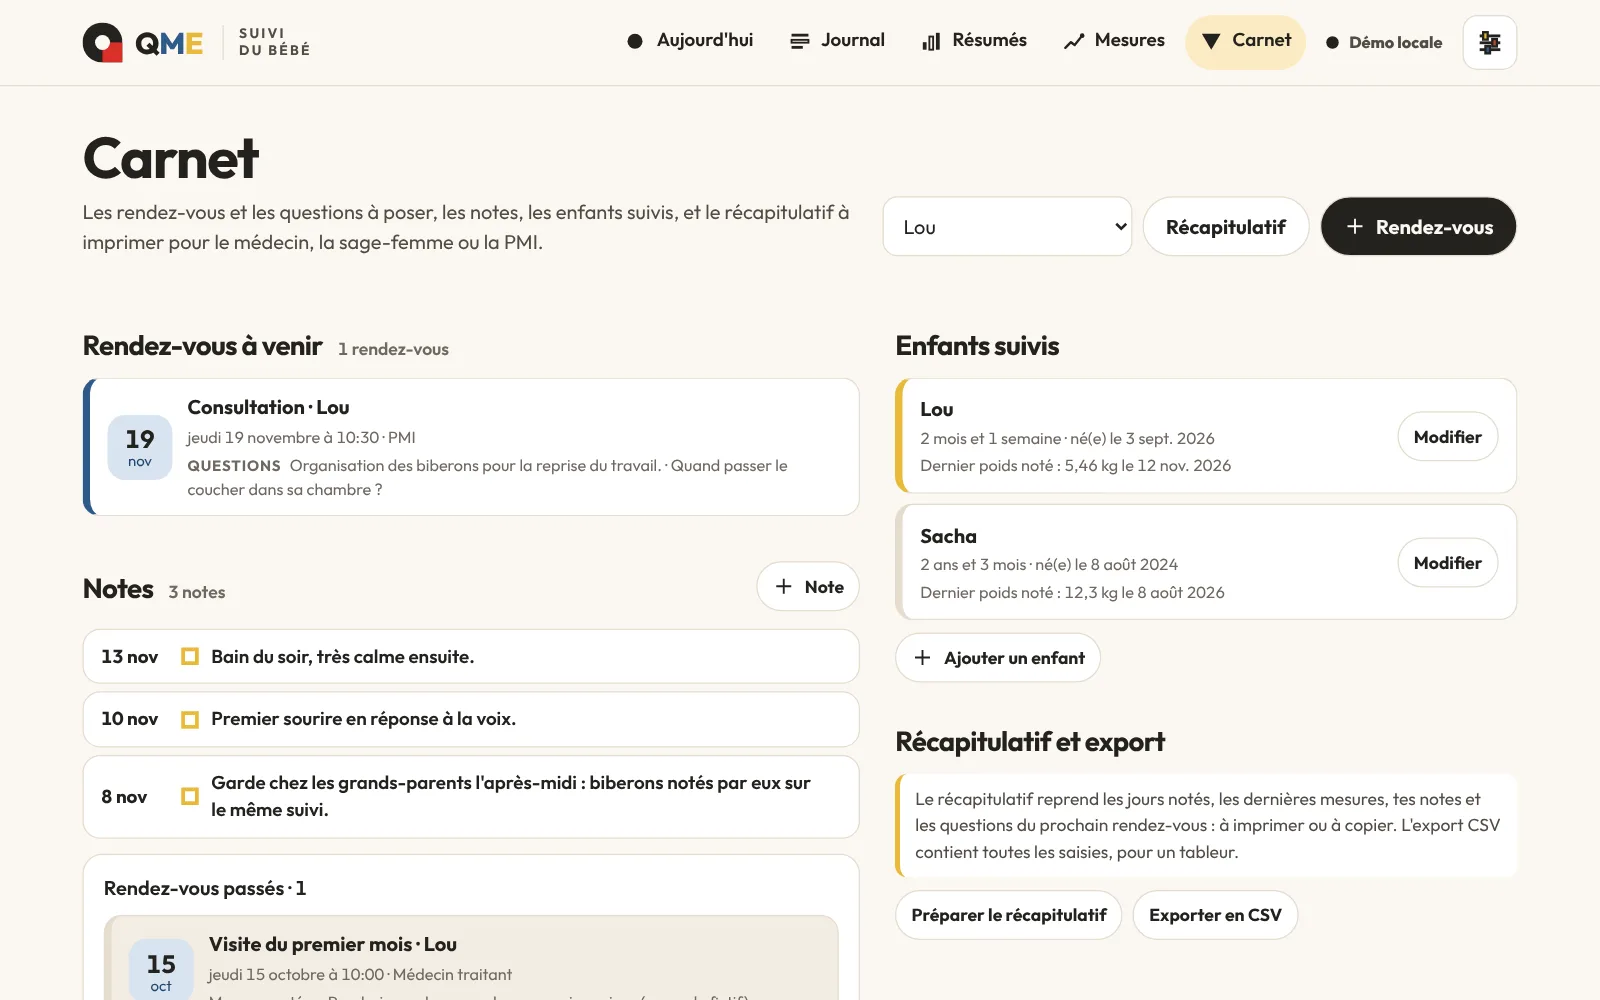 QME
SUIVI
DU BÉBÉ
Aujourd'hui
Journal
Résumés
Mesures
Carnet
Démo locale
Carnet
Les rendez-vous et les questions à poser, les notes, les enfants suivis, et le récapitulatif à
imprimer pour le médecin, la sage-femme ou la PMI.
Lou
Récapitulatif
+ Rendez-vous
Rendez-vous à venir 1 rendez-vous
19
nov
Consultation · Lou
jeudi 19 novembre à 10:30 · PMI
QUESTIONS Organisation des biberons pour la reprise du travail. · Quand passer le
coucher dans sa chambre ?
Notes 3 notes
+ Note
13 nov Bain du soir, très calme ensuite.
10 nov Premier sourire en réponse à la voix.
8 nov Garde chez les grands-parents l'après-midi : biberons notés par eux sur
le même suivi.
Rendez-vous passés · 1
15
oct
Visite du premier mois · Lou
jeudi 15 octobre à 10:00 · Médecin traitant
Enfants suivis
Lou
2 mois et 1 semaine · né(e) le 3 sept. 2026
Dernier poids noté : 5,46 kg le 12 nov. 2026
Modifier
Sacha
2 ans et 3 mois · né(e) le 8 août 2024
Dernier poids noté : 12,3 kg le 8 août 2026
Modifier
+ Ajouter un enfant
Récapitulatif et export
Le récapitulatif reprend les jours notés, les dernières mesures, tes notes et
les questions du prochain rendez-vous : à imprimer ou à copier. L'export CSV
contient toutes les saisies, pour un tableur.
Préparer le récapitulatif
Exporter en CSV